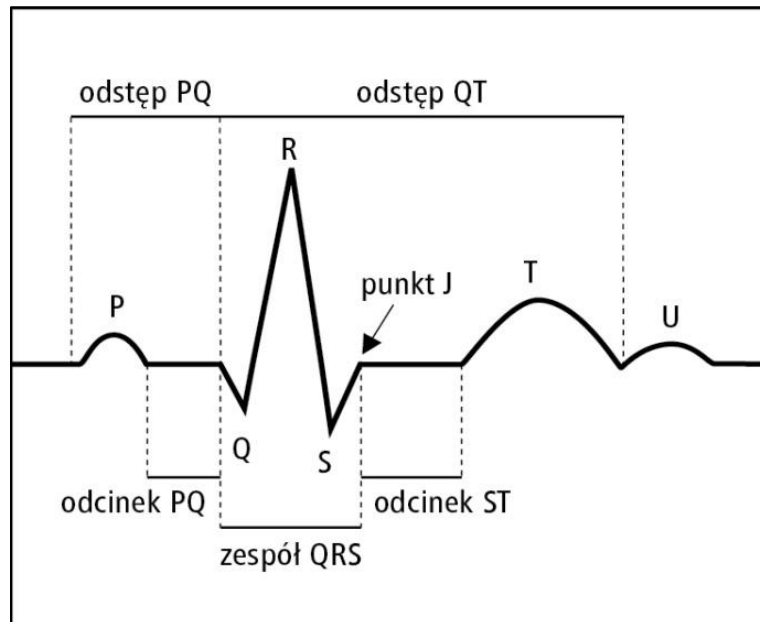 odstęp PQ odstęp QT
R
punkt J
T
P
U
Q
S
odcinek PQ odcinek ST
zespół QRS